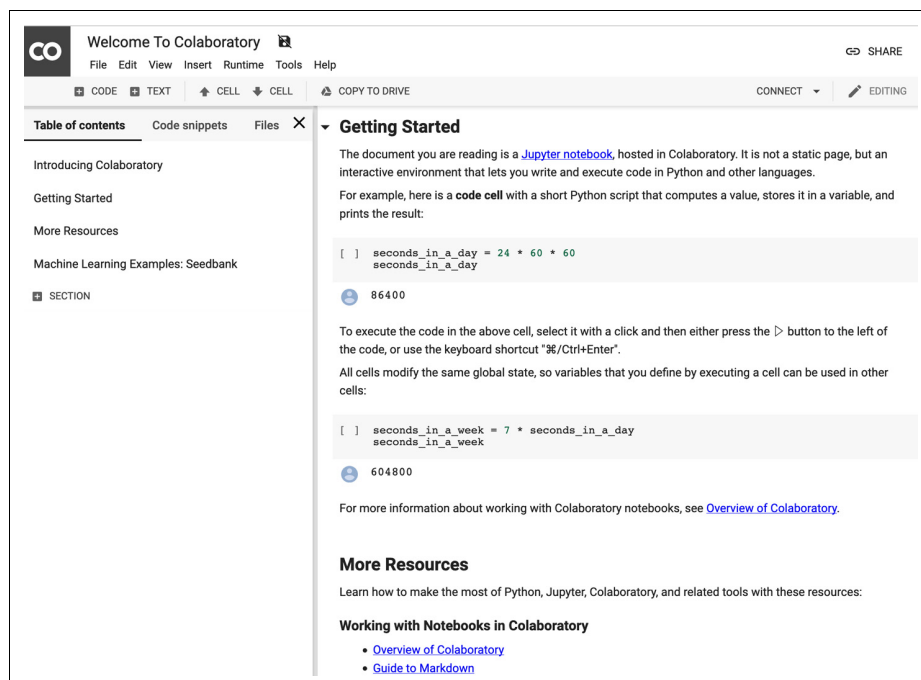 CO
Welcome To Colaboratory
File Edit View Insert Runtime Tools Help
SHARE
CODE TEXT CELL CELL COPY TO DRIVE
CONNECT EDITING
Table of contents Code snippets Files
Introducing Colaboratory
Getting Started
More Resources
Machine Learning Examples: Seedbank
SECTION
Getting Started
The document you are reading is a Jupyter notebook, hosted in Colaboratory. It is not a static page, but an
interactive environment that lets you write and execute code in Python and other languages.
For example, here is a code cell with a short Python script that computes a value, stores it in a variable, and
prints the result:
[ ] seconds_in_a_day = 24 * 60 * 60
seconds_in_a_day
86400
To execute the code in the above cell, select it with a click and then either press the ▷ button to the left of
the code, or use the keyboard shortcut "⌘/Ctrl+Enter".
All cells modify the same global state, so variables that you define by executing a cell can be used in other
cells:
[ ] seconds_in_a_week = 7 * seconds_in_a_day
seconds_in_a_week
604800
For more information about working with Colaboratory notebooks, see Overview of Colaboratory.
More Resources
Learn how to make the most of Python, Jupyter, Colaboratory, and related tools with these resources:
Working with Notebooks in Colaboratory
• Overview of Colaboratory
• Guide to Markdown